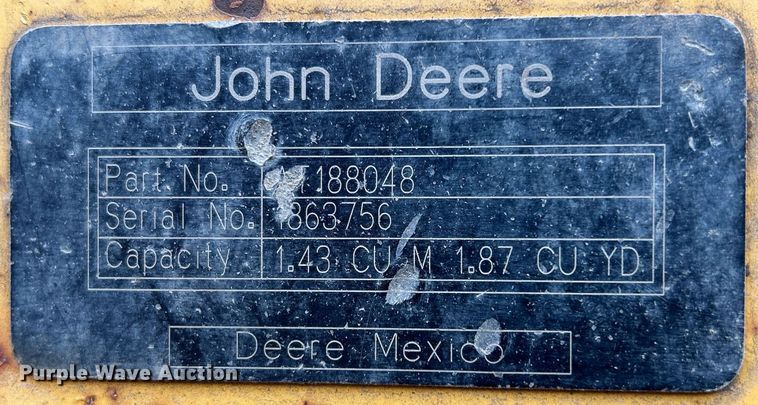 John Deere
Part No. AT188048
Serial No. 1863756
Capacity 1.43 CU M 1.87 CU YD
Deere Mexico
Purple Wave Auction